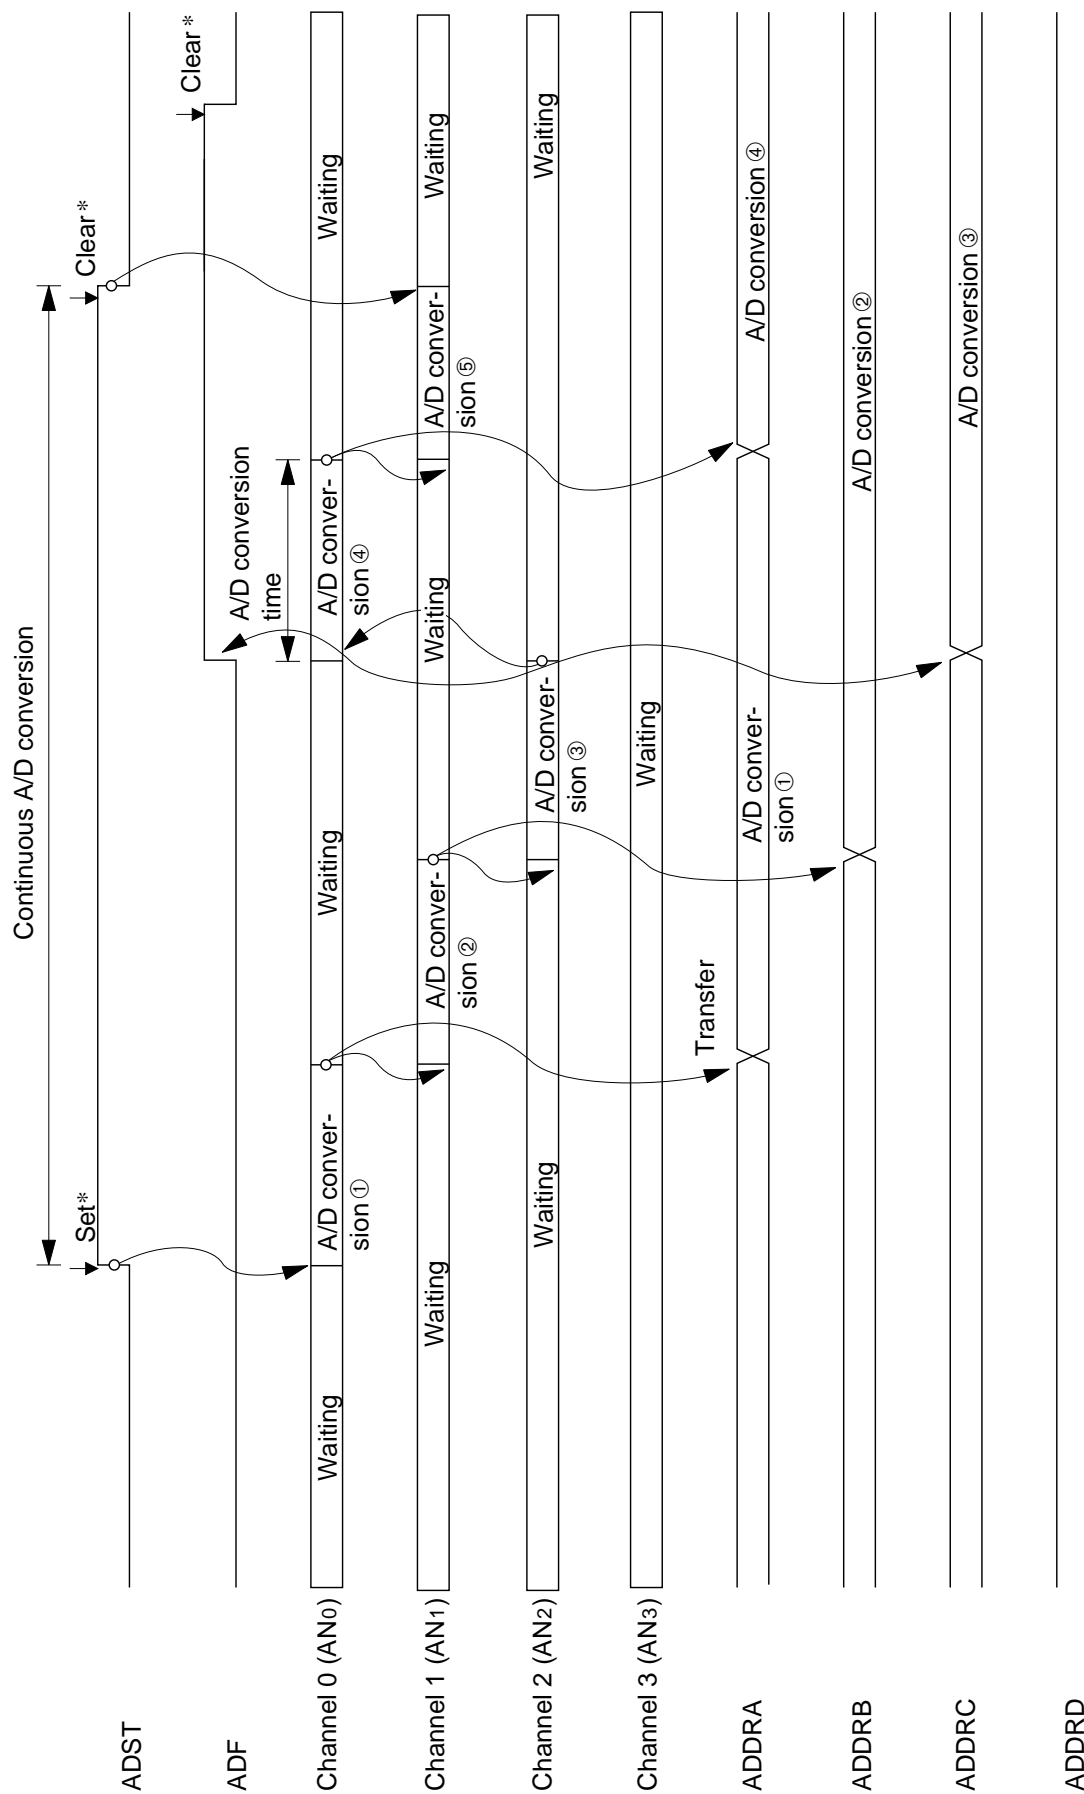 Continuous A/D conversion
Set*
Clear*
ADST
Clear*
ADF
A/D conversion
time
Channel 0 (AN0)
Waiting
A/D conver-
sion ①
Waiting
A/D conver-
sion ④
Waiting
Channel 1 (AN1)
Waiting
A/D conver-
sion ②
Waiting
A/D conver-
sion ⑤
Waiting
Channel 2 (AN2)
Waiting
A/D conver-
sion ③
Waiting
Channel 3 (AN3)
Waiting
Transfer
ADDRA
A/D conver-
sion ①
A/D conversion ④
ADDRB
A/D conversion ②
ADDRC
A/D conversion ③
ADDRD